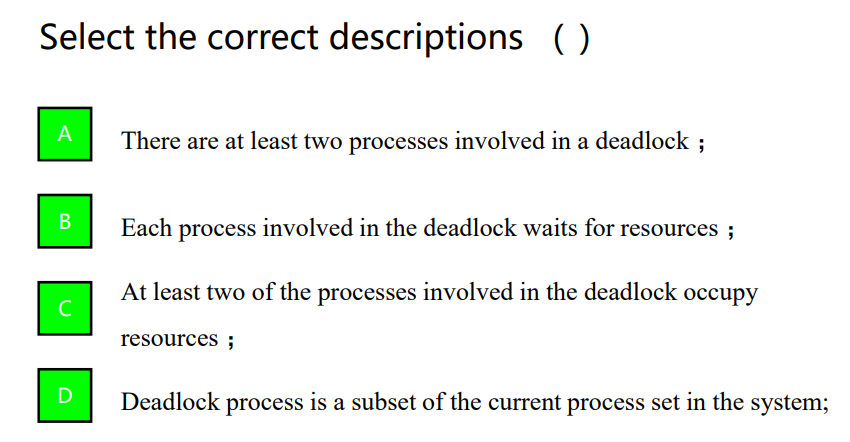 Select the correct descriptions （ ）
A There are at least two processes involved in a deadlock ；
B Each process involved in the deadlock waits for resources ；
C At least two of the processes involved in the deadlock occupy
resources ；
D Deadlock process is a subset of the current process set in the system;